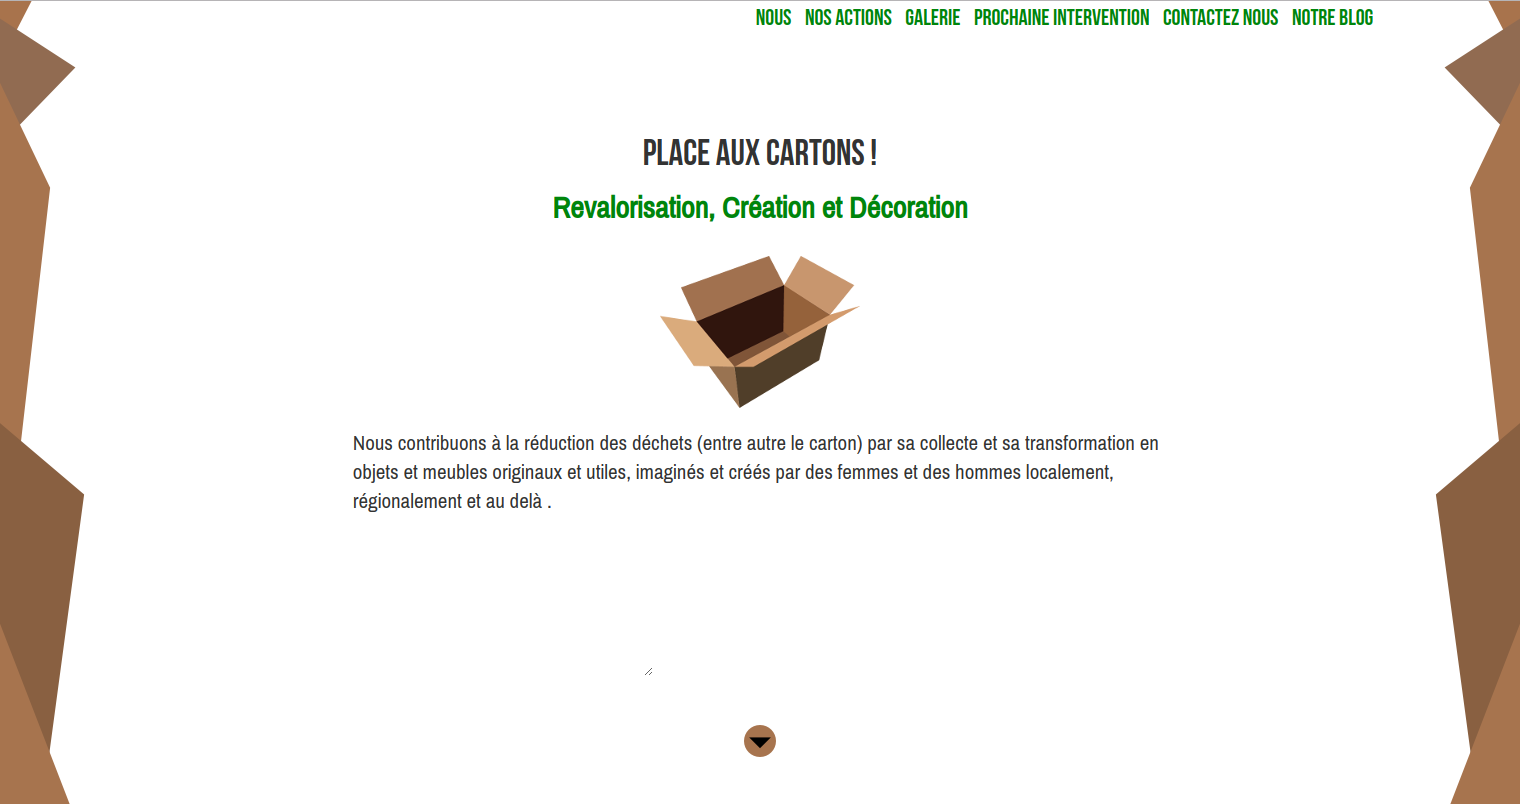 NOUS NOS ACTIONS GALERIE PROCHAINE INTERVENTION CONTACTEZ NOUS NOTRE BLOG
PLACE AUX CARTONS !
Revalorisation, Création et Décoration
Nous contribuons à la réduction des déchets (entre autre le carton) par sa collecte et sa transformation en
objets et meubles originaux et utiles, imaginés et créés par des femmes et des hommes localement,
régionalement et au delà .